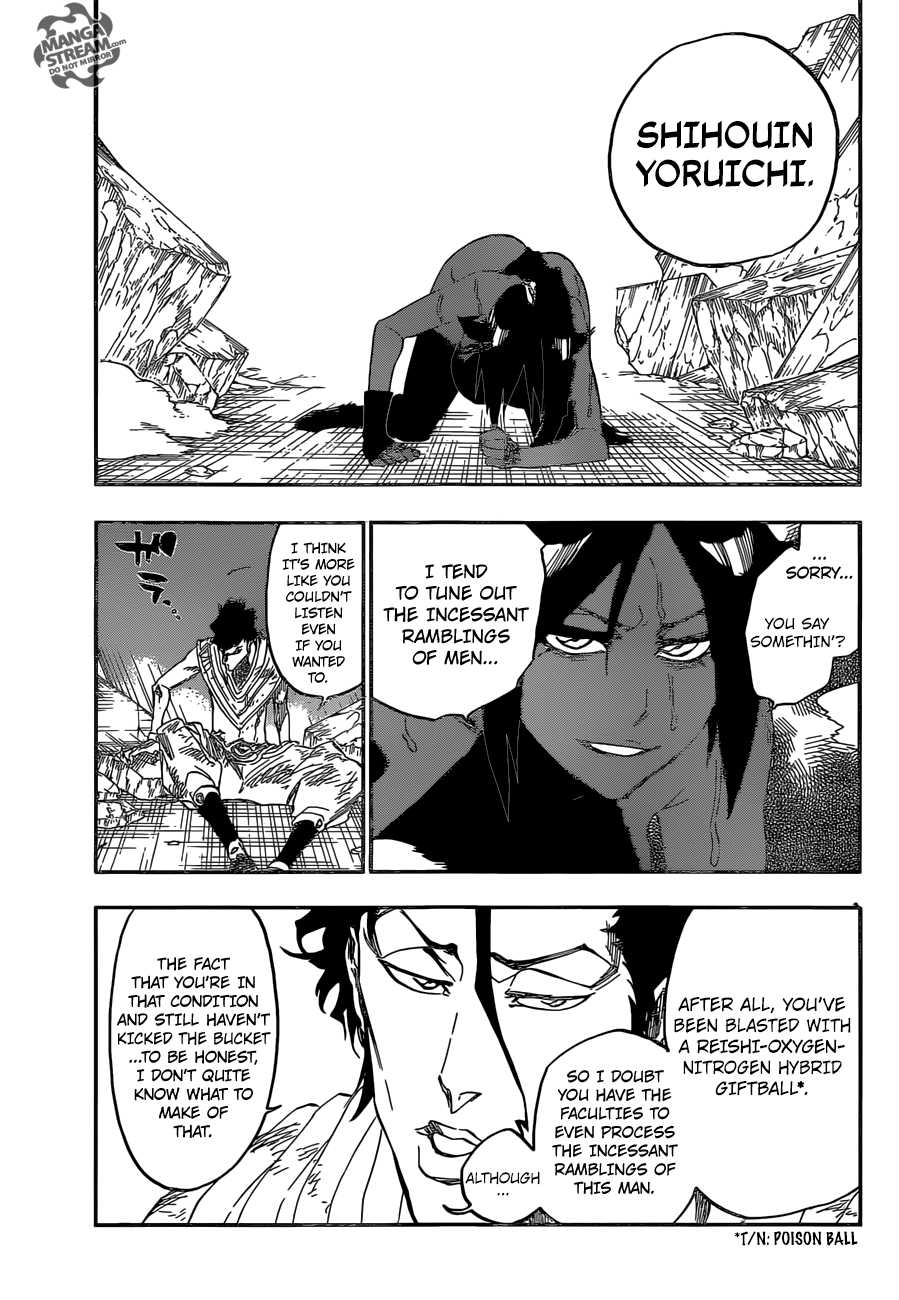 MANGA
STREAM.com
DO NOT MIRROR
SHIHOUIN
YORUICHI.
...
SORRY...
YOU SAY
SOMETHIN'?
I TEND
TO TUNE OUT
THE INCESSANT
RAMBLINGS
OF MEN...
I THINK
IT'S MORE
LIKE YOU
COULDN'T
LISTEN
EVEN
IF YOU
WANTED
TO.
AFTER ALL, YOU'VE
BEEN BLASTED WITH
A REISHI-OXYGEN-
NITROGEN HYBRID
GIFTBALL*.
SO I DOUBT
YOU HAVE THE
FACULTIES TO
EVEN PROCESS
THE INCESSANT
RAMBLINGS OF
THIS MAN.
ALTHOUGH
...
THE FACT
THAT YOU'RE IN
THAT CONDITION
AND STILL HAVEN'T
KICKED THE BUCKET
...TO BE HONEST,
I DON'T QUITE
KNOW WHAT TO
MAKE OF
THAT.
*T/N: POISON BALL